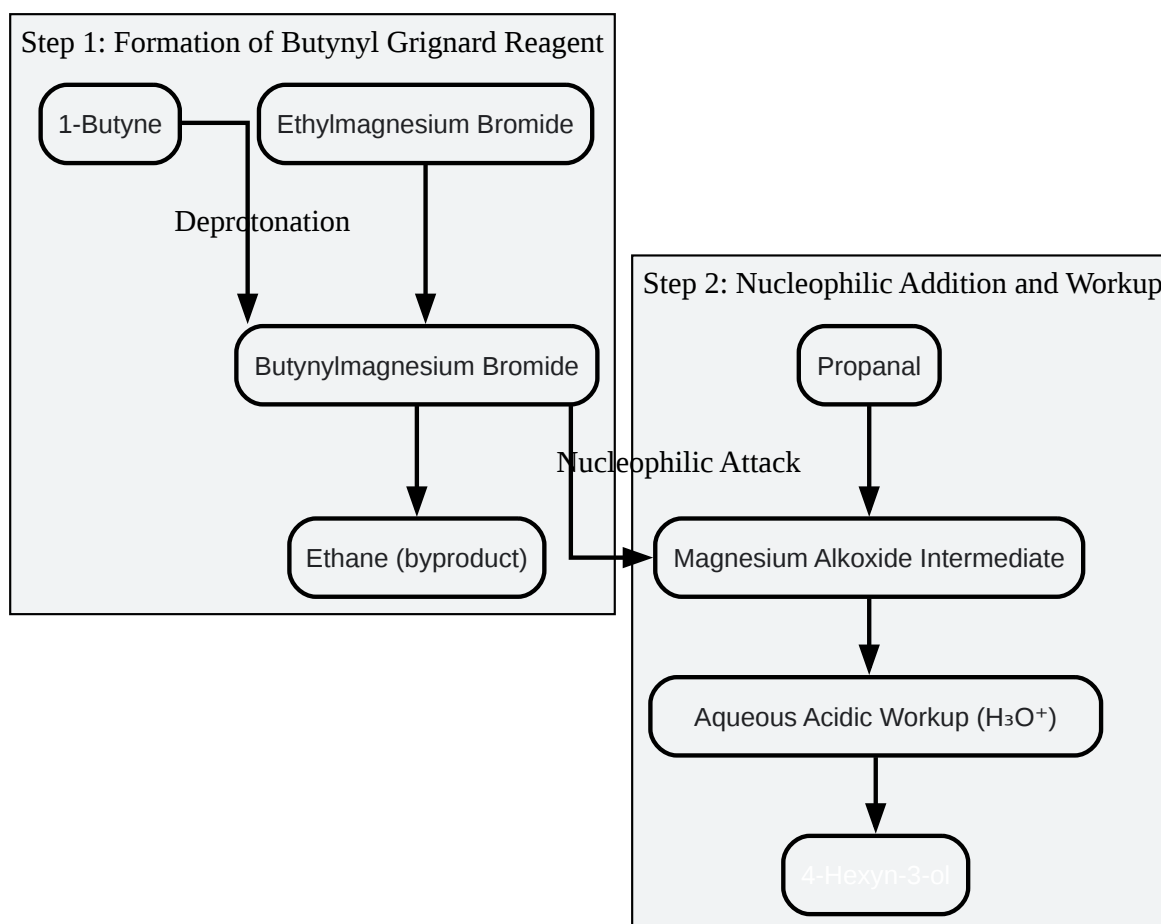 Step 1: Formation of Butynyl Grignard Reagent
1-Butyne
Ethylmagnesium Bromide
Deprotonation
Butynylmagnesium Bromide
Ethane (byproduct)
Step 2: Nucleophilic Addition and Workup
Propanal
Nucleophilic Attack
Magnesium Alkoxide Intermediate
Aqueous Acidic Workup (H₃O⁺)
4-Hexyn-3-ol